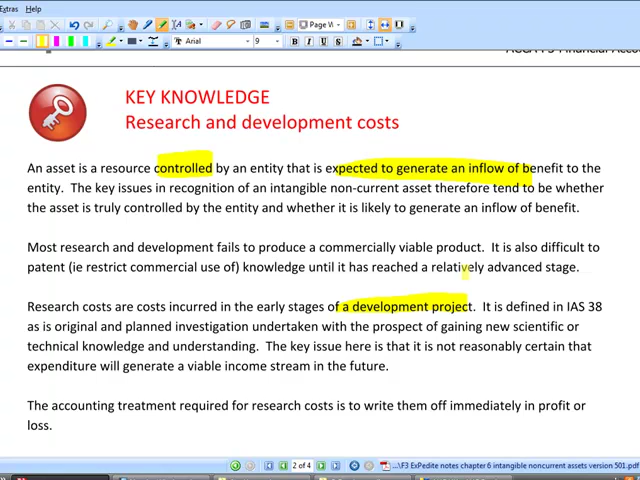 Extras Help
Page Vi
Arial 9 B I U
ACCA F3 Financial Acco
KEY KNOWLEDGE
Research and development costs
An asset is a resource controlled by an entity that is expected to generate an inflow of benefit to the
entity. The key issues in recognition of an intangible non-current asset therefore tend to be whether
the asset is truly controlled by the entity and whether it is likely to generate an inflow of benefit.
Most research and development fails to produce a commercially viable product. It is also difficult to
patent (ie restrict commercial use of) knowledge until it has reached a relatively advanced stage.
Research costs are costs incurred in the early stages of a development project. It is defined in IAS 38
as is original and planned investigation undertaken with the prospect of gaining new scientific or
technical knowledge and understanding. The key issue here is that it is not reasonably certain that
expenditure will generate a viable income stream in the future.
The accounting treatment required for research costs is to write them off immediately in profit or
loss.
2 of 4 ..\F3 ExPedite notes chapter 6 intangible noncurrent assets version 501.pdf